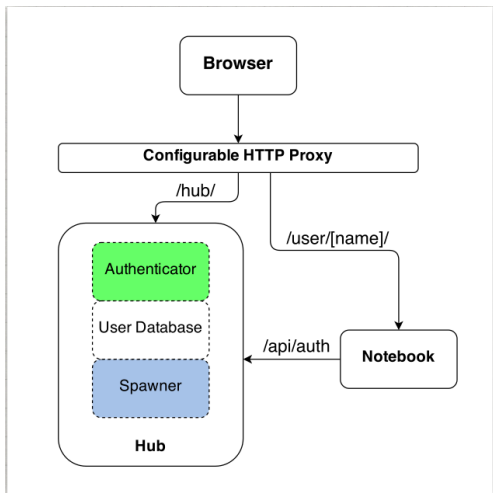 Browser
Configurable HTTP Proxy
/hub/
/user/[name]/
Authenticator
User Database
/api/auth
Notebook
Spawner
Hub